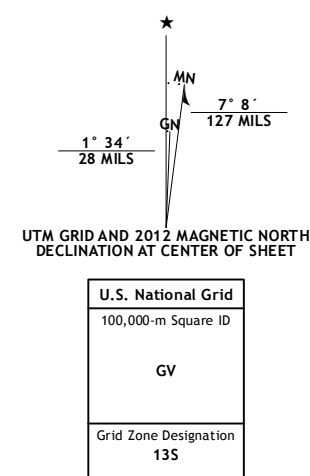 ★
MN
GN
7° 8´
127 MILS
1° 34´
28 MILS
UTM GRID AND 2012 MAGNETIC NORTH
DECLINATION AT CENTER OF SHEET
U.S. National Grid
100,000-m Square ID
GV
Grid Zone Designation
13S